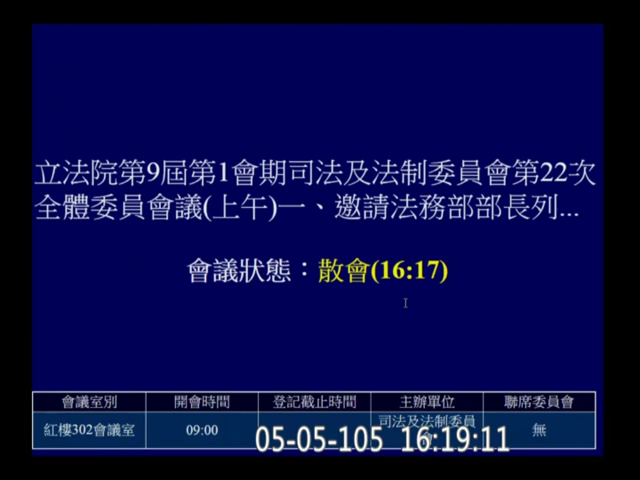 立法院第9屆第1會期司法及法制委員會第22次
全體委員會議(上午)一、邀請法務部部長列...
會議狀態：散會(16:17)
會議室別 開會時間 登記截止時間 主辦單位 聯席委員會
紅樓302會議室 09:00 司法及法制委員 無
05-05-105 16:19:11